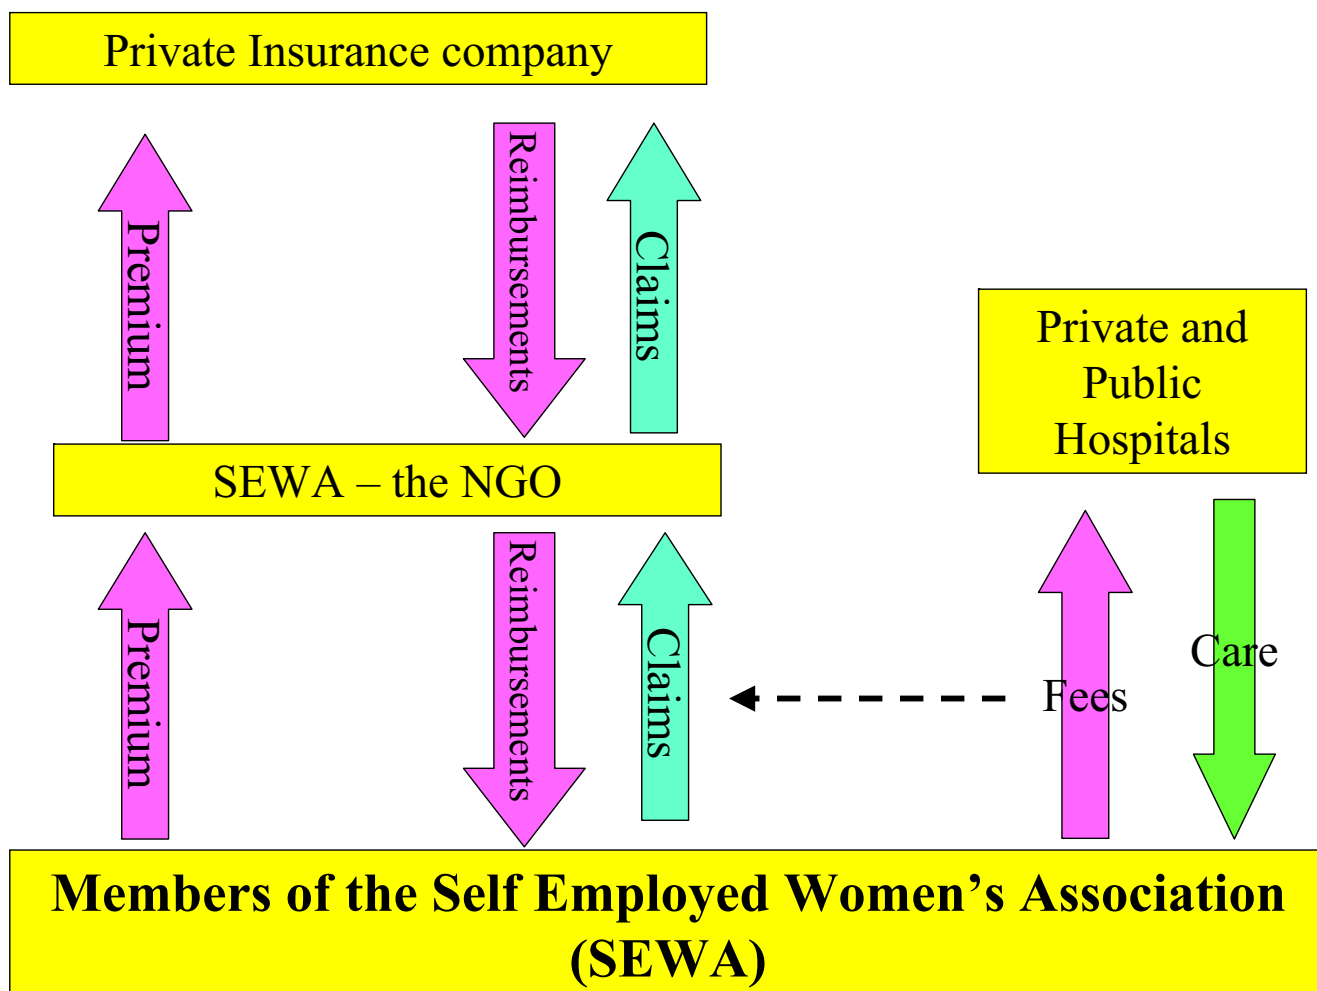 Private Insurance company
Premium
Reimbursements
Claims
Private and
Public
Hospitals
SEWA – the NGO
Premium
Reimbursements
Claims
Fees
Care
Members of the Self Employed Women’s Association
(SEWA)